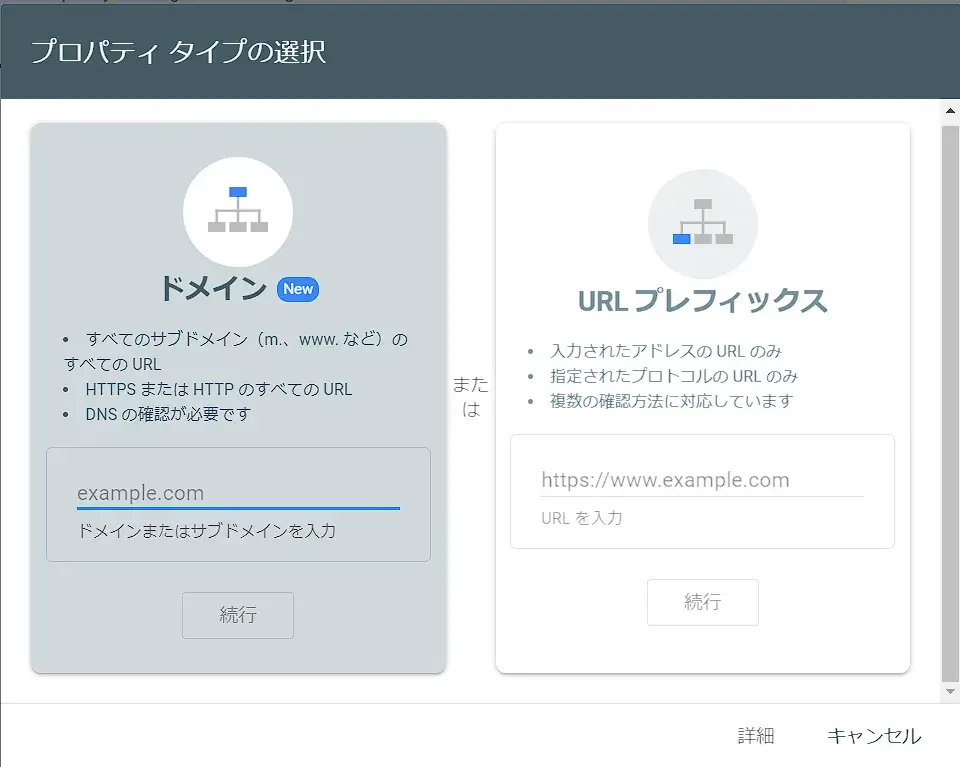 プロパティ タイプの選択
ドメイン New
• すべてのサブドメイン（m.、www. など）の
すべての URL
• HTTPS または HTTP のすべての URL
• DNS の確認が必要です
example.com
ドメインまたはサブドメインを入力
続行
また
は
URL プレフィックス
• 入力されたアドレスの URL のみ
• 指定されたプロトコルの URL のみ
• 複数の確認方法に対応しています
https://www.example.com
URL を入力
続行
詳細
キャンセル